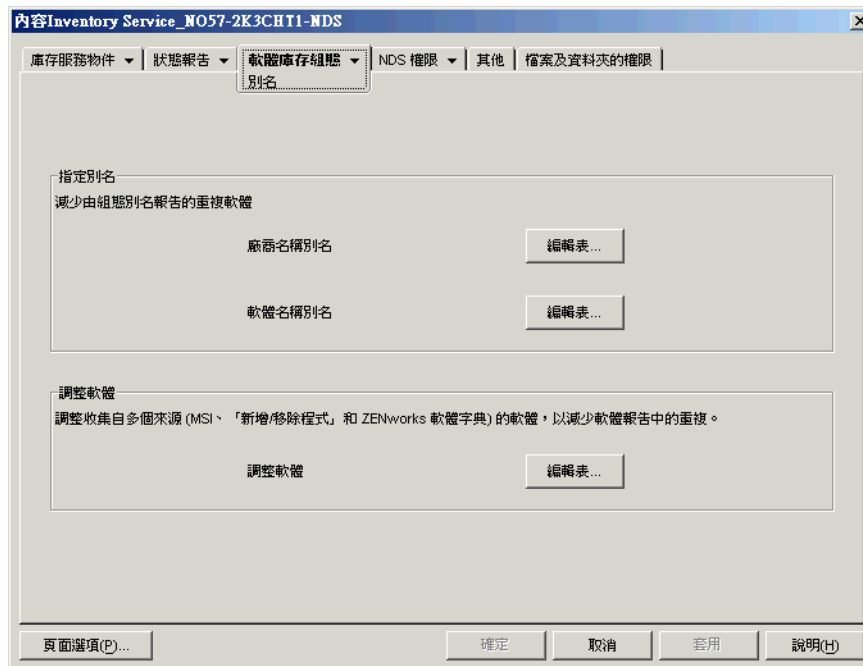 內容Inventory Service_NO57-2K3CHT1-NDS
庫存服務物件 狀態報告 軟體庫存組態 NDS 權限 其他 檔案及資料夾的權限
別名
指定別名
減少由組態別名報告的重複軟體
廠商名稱別名 編輯表...
軟體名稱別名 編輯表...
調整軟體
調整收集自多個來源 (MSI、「新增/移除程式」和 ZENworks 軟體字典) 的軟體，以減少軟體報告中的重複。
調整軟體 編輯表...
頁面選項(P)... 確定 取消 套用 說明(H)